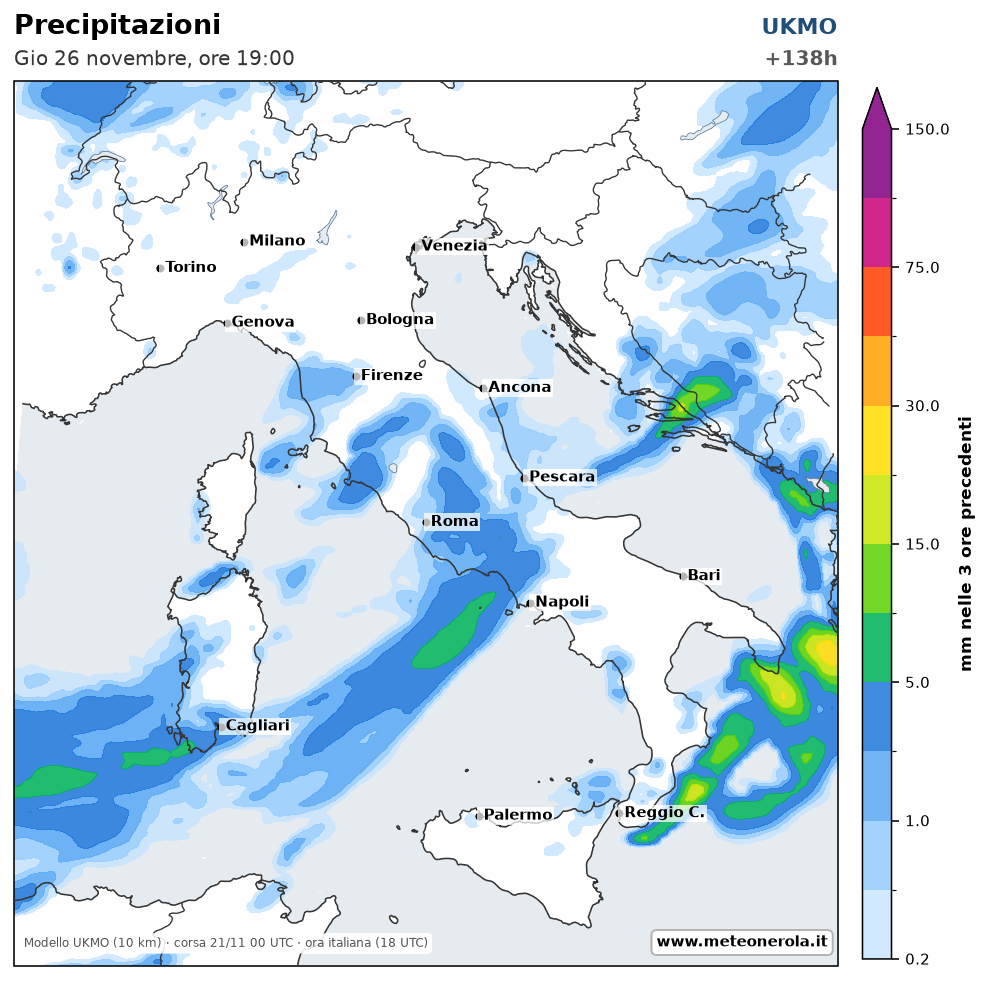 Precipitazioni
UKMO
Gio 26 novembre, ore 19:00
+138h
150.0
75.0
30.0
15.0
5.0
1.0
0.2
mm nelle 3 ore precedenti
Milano
Venezia
Torino
Genova
Bologna
Firenze
Ancona
Pescara
Roma
Bari
Napoli
Cagliari
Palermo
Reggio C.
Modello UKMO (10 km) · corsa 21/11 00 UTC · ora italiana (18 UTC)
www.meteonerola.it